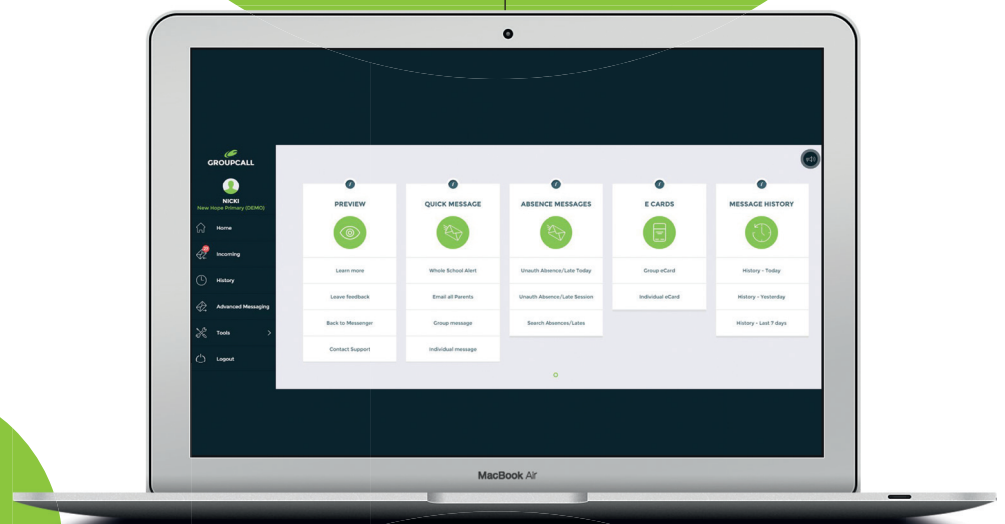 GROUPCALL
NICKI
New Hope Primary (DEMO)
Home
Incoming
History
Advanced Messaging
Tools
Logout
PREVIEW
Learn more
Leave feedback
Back to Messenger
Contact Support
QUICK MESSAGE
Whole School Alert
Email all Parents
Group message
Individual message
ABSENCE MESSAGES
Unauth Absence/Late Today
Unauth Absence/Late Session
Search Absences/Lates
E CARDS
Group eCard
Individual eCard
MESSAGE HISTORY
History - Today
History - Yesterday
History - Last 7 days
MacBook Air